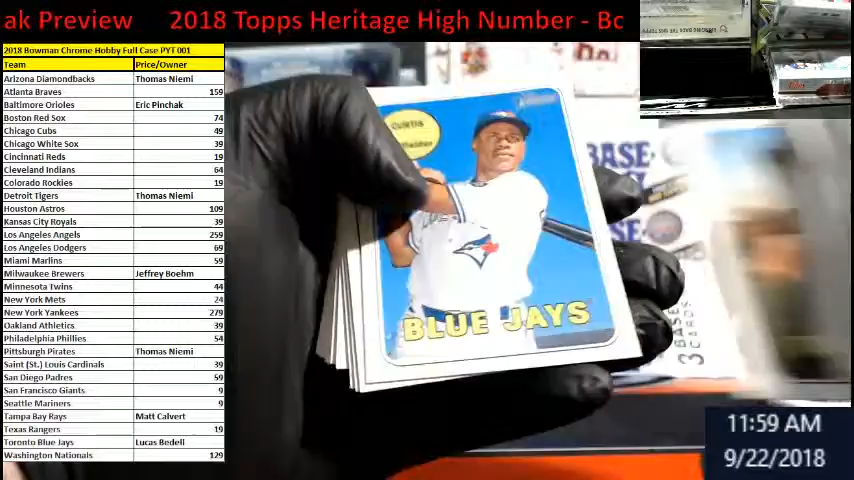 ak Preview 2018 Topps Heritage High Number - Bc
2018 Bowman Chrome Hobby Full Case PYT 001
Team Price/Owner
Arizona Diamondbacks Thomas Niemi
Atlanta Braves 159
Baltimore Orioles Eric Pinchak
Boston Red Sox 74
Chicago Cubs 49
Chicago White Sox 39
Cincinnati Reds 19
Cleveland Indians 64
Colorado Rockies 19
Detroit Tigers Thomas Niemi
Houston Astros 109
Kansas City Royals 39
Los Angeles Angels 259
Los Angeles Dodgers 69
Miami Marlins 59
Milwaukee Brewers Jeffrey Boehm
Minnesota Twins 44
New York Mets 24
New York Yankees 279
Oakland Athletics 39
Philadelphia Phillies 54
Pittsburgh Pirates Thomas Niemi
Saint (St.) Louis Cardinals 39
San Diego Padres 59
San Francisco Giants 9
Seattle Mariners 9
Tampa Bay Rays Matt Calvert
Texas Rangers 19
Toronto Blue Jays Lucas Bedell
Washington Nationals 129
CURTIS
BLUE JAYS
BASE
BASE
3 CARDS
11:59 AM
9/22/2018